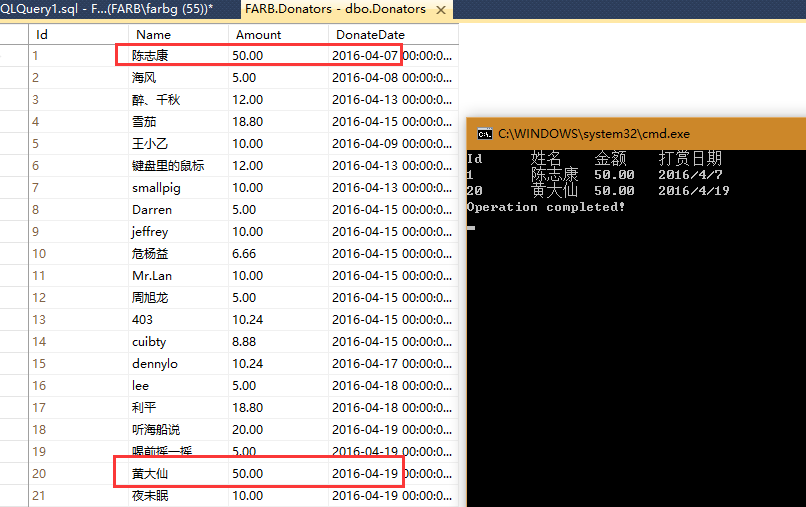 QLQuery1.sql - F...(FARB\farbg (55))* FARB.Donators - dbo.Donators
Id Name Amount DonateDate
1 陈志康 50.00 2016-04-07 00:00:0...
2 海风 5.00 2016-04-08 00:00:0...
3 醉、千秋 12.00 2016-04-13 00:00:0...
4 雪茄 18.80 2016-04-15 00:00:0...
5 王小乙 10.00 2016-04-09 00:00:0...
6 键盘里的鼠标 12.00 2016-04-13 00:00:0...
7 smallpig 10.00 2016-04-13 00:00:0...
8 Darren 5.00 2016-04-15 00:00:0...
9 jeffrey 10.00 2016-04-15 00:00:0...
10 危杨益 6.66 2016-04-15 00:00:0...
11 Mr.Lan 10.00 2016-04-15 00:00:0...
12 周旭龙 5.00 2016-04-15 00:00:0...
13 403 10.24 2016-04-15 00:00:0...
14 cuibty 8.88 2016-04-15 00:00:0...
15 dennylo 10.24 2016-04-17 00:00:0...
16 lee 5.00 2016-04-18 00:00:0...
17 利平 18.80 2016-04-18 00:00:0...
18 听海船说 20.00 2016-04-19 00:00:0...
19 喝前摇一摇 5.00 2016-04-19 00:00:0...
20 黄大仙 50.00 2016-04-19 00:00:0...
21 夜未眠 10.00 2016-04-19 00:00:0...
C:\WINDOWS\system32\cmd.exe
Id 姓名 金额 打赏日期
1 陈志康 50.00 2016/4/7
20 黄大仙 50.00 2016/4/19
Operation completed!